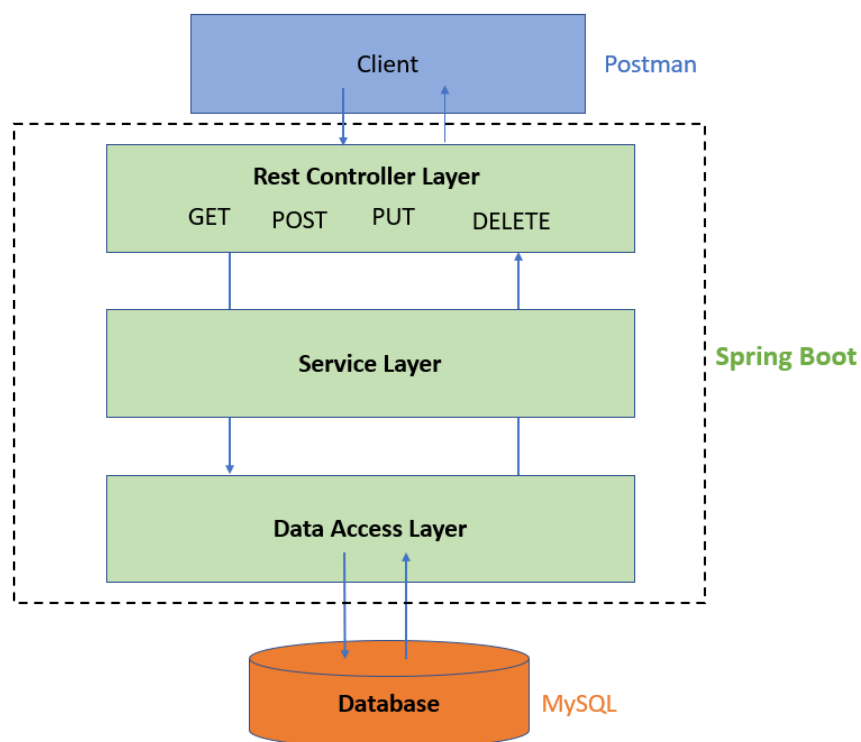 Client
Postman
Rest Controller Layer
GET POST PUT DELETE
Service Layer
Spring Boot
Data Access Layer
Database
MySQL